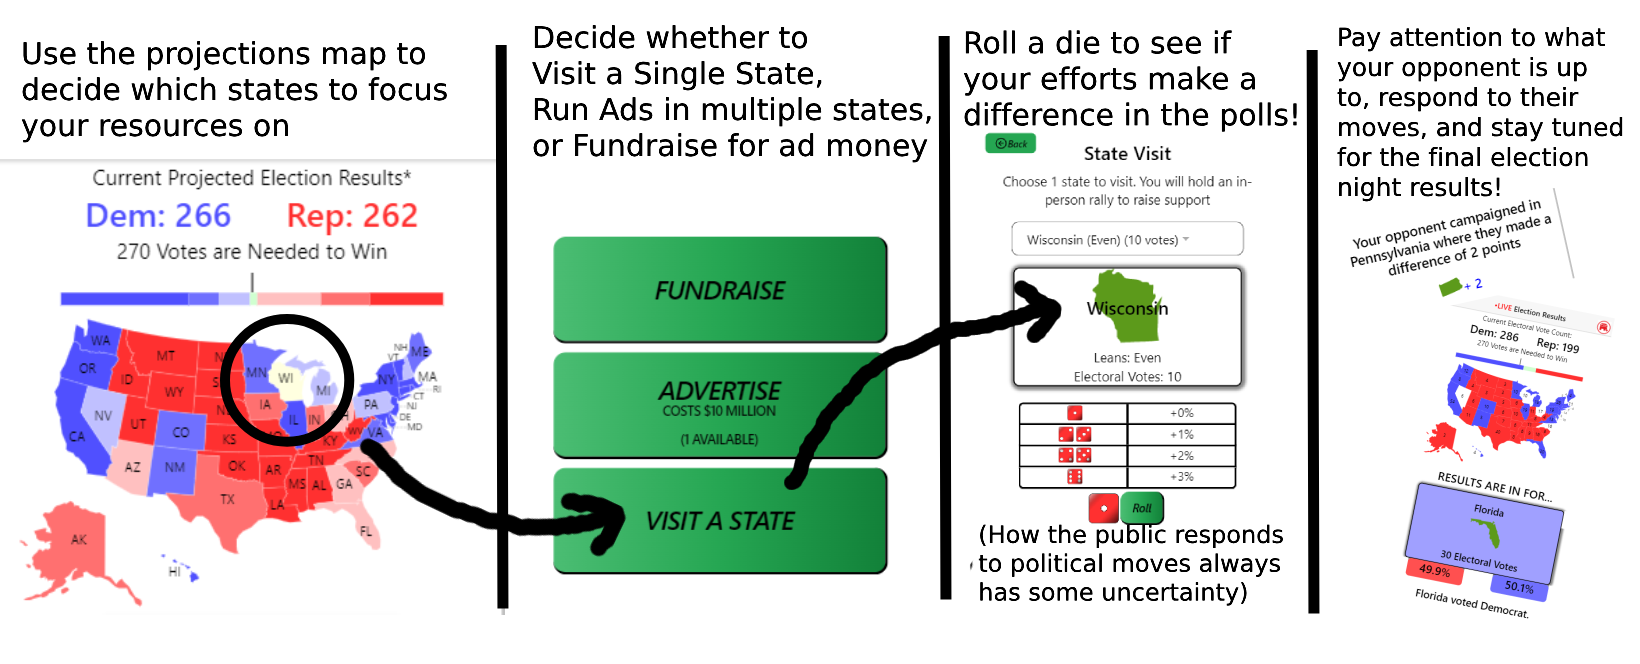 Use the projections map to
decide which states to focus
your resources on
Current Projected Election Results*
Dem: 266 Rep: 262
270 Votes are Needed to Win
WA
OR
CA
NV
ID
MT
WY
UT
CO
AZ
NM
MN
WI
MI
IA
IL
IN
KS
OK
TX
AR
LA
MS
AL
TN
KY
GA
SC
FL
VA
WV
PA
NY
NH
VT
ME
MA
RI
CT
NJ
DE
MD
AK
HI
Decide whether to
Visit a Single State,
Run Ads in multiple states,
or Fundraise for ad money
FUNDRAISE
ADVERTISE
COSTS $10 MILLION
(1 AVAILABLE)
VISIT A STATE
Roll a die to see if
your efforts make a
difference in the polls!
Back
State Visit
Choose 1 state to visit. You will hold an in-
person rally to raise support
Wisconsin (Even) (10 votes)
Wisconsin
Leans: Even
Electoral Votes: 10
+0%
+1%
+2%
+3%
Roll
(How the public responds
to political moves always
has some uncertainty)
Pay attention to what
your opponent is up
to, respond to their
moves, and stay tuned
for the final election
night results!
Your opponent campaigned in
Pennsylvania where they made a
difference of 2 points
+ 2
•LIVE Election Results
Current Electoral Vote Count:
Dem: 286 Rep: 199
270 Votes are Needed to Win
RESULTS ARE IN FOR...
Florida
30 Electoral Votes
49.9% 50.1%
Florida voted Democrat.